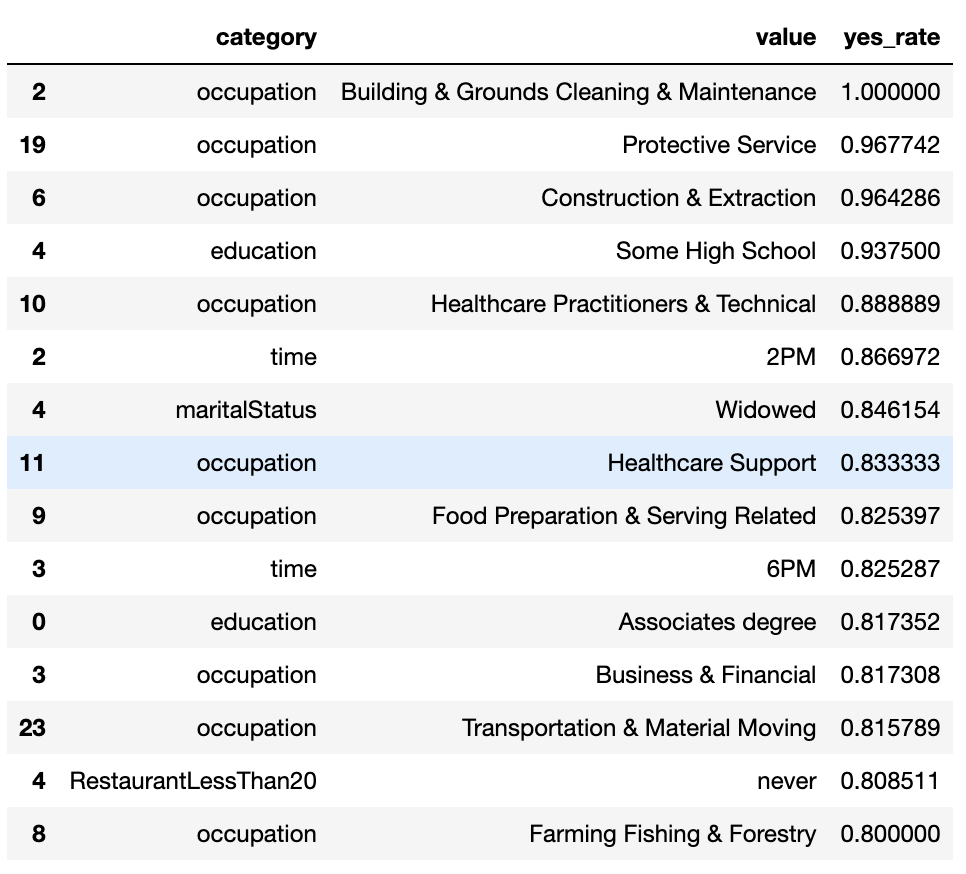 category value yes_rate
2 occupation Building & Grounds Cleaning & Maintenance 1.000000
19 occupation Protective Service 0.967742
6 occupation Construction & Extraction 0.964286
4 education Some High School 0.937500
10 occupation Healthcare Practitioners & Technical 0.888889
2 time 2PM 0.866972
4 maritalStatus Widowed 0.846154
11 occupation Healthcare Support 0.833333
9 occupation Food Preparation & Serving Related 0.825397
3 time 6PM 0.825287
0 education Associates degree 0.817352
3 occupation Business & Financial 0.817308
23 occupation Transportation & Material Moving 0.815789
4 RestaurantLessThan20 never 0.808511
8 occupation Farming Fishing & Forestry 0.800000